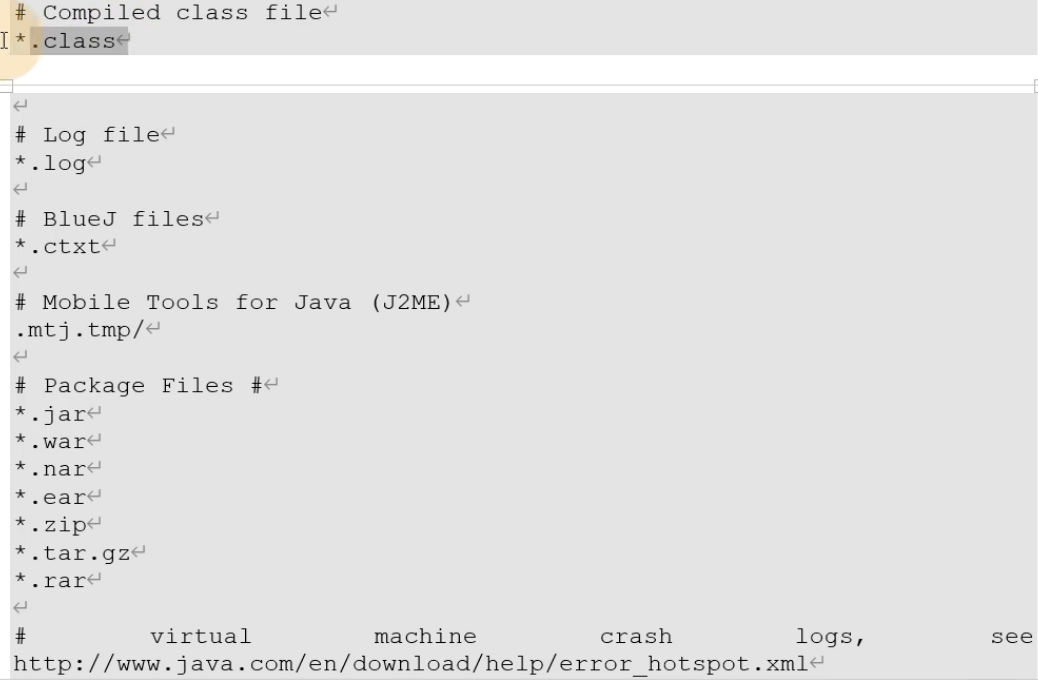 # Compiled class file
*.class
# Log file
*.log
# BlueJ files
*.ctxt
# Mobile Tools for Java (J2ME)
.mtj.tmp/
# Package Files #
*.jar
*.war
*.nar
*.ear
*.zip
*.tar.gz
*.rar
# virtual machine crash logs, see
http://www.java.com/en/download/help/error_hotspot.xml